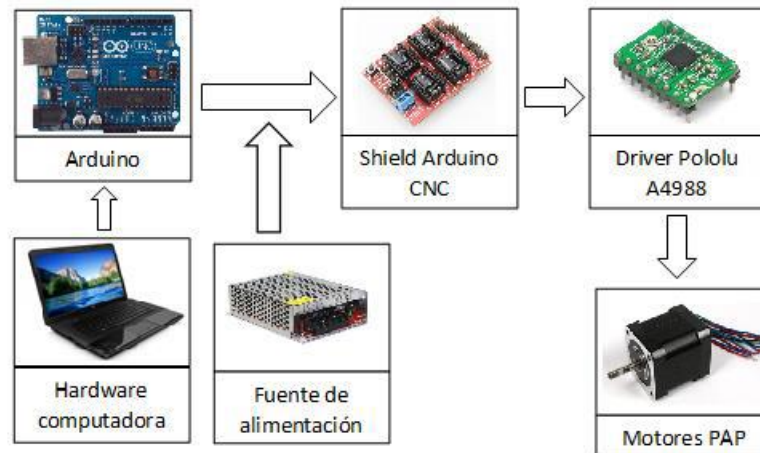 Arduino
Shield Arduino
CNC
Driver Pololu
A4988
Hardware
computadora
Fuente de
alimentación
Motores PAP